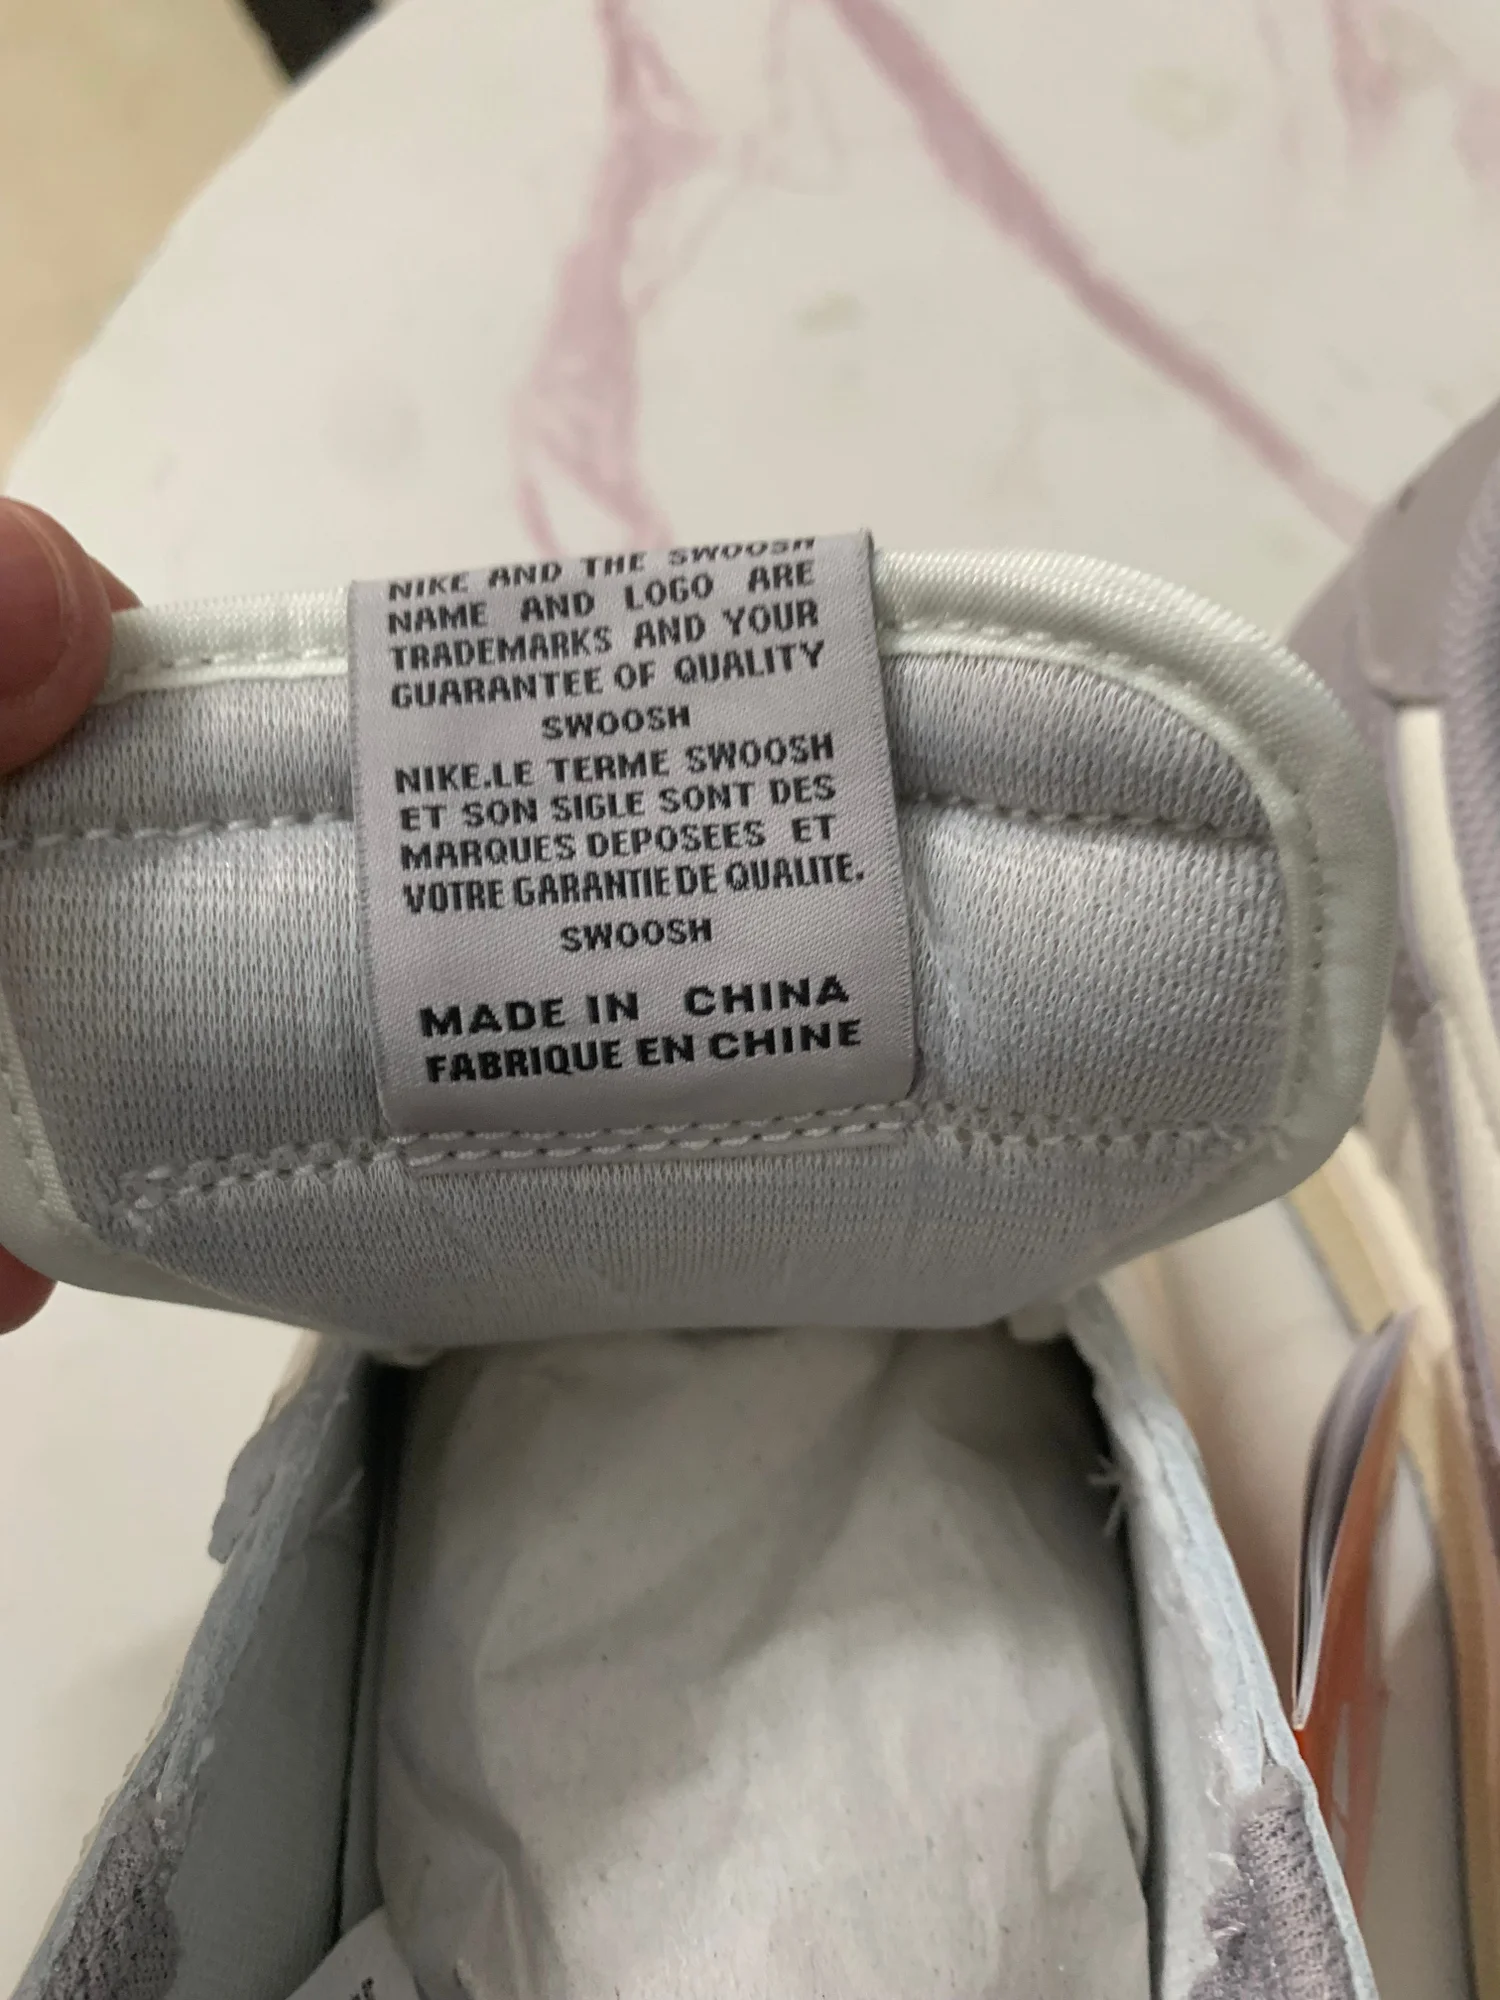 NIKE AND THE SWOOSH
NAME AND LOGO ARE
TRADEMARKS AND YOUR
GUARANTEE OF QUALITY
SWOOSH
NIKE.LE TERME SWOOSH
ET SON SIGLE SONT DES
MARQUES DEPOSEES ET
VOTRE GARANTIE DE QUALITE.
SWOOSH
MADE IN CHINA
FABRIQUE EN CHINE